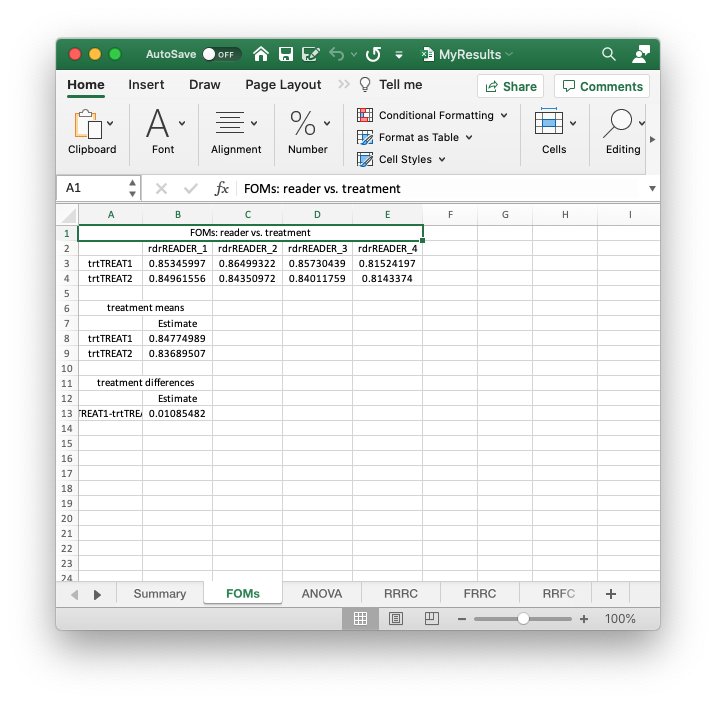 AutoSave OFF MyResults
Home Insert Draw Page Layout Tell me Share Comments
Clipboard Font Alignment % Number Conditional Formatting Format as Table Cell Styles Cells Editing
A1 fx FOMs: reader vs. treatment
A B C D E F G H I
1 FOMs: reader vs. treatment
2 rdrREADER_1 rdrREADER_2 rdrREADER_3 rdrREADER_4
3 trtTREAT1 0.85345997 0.86499322 0.85730439 0.81524197
4 trtTREAT2 0.84961556 0.84350972 0.84011759 0.8143374
5
6 treatment means
7 Estimate
8 trtTREAT1 0.84774989
9 trtTREAT2 0.83689507
10
11 treatment differences
12 Estimate
13 TREAT1-trtTREA 0.01085482
14
15
16
17
18
19
20
21
22
23
24
Summary FOMs ANOVA RRRC FRRC RRFC +
100%